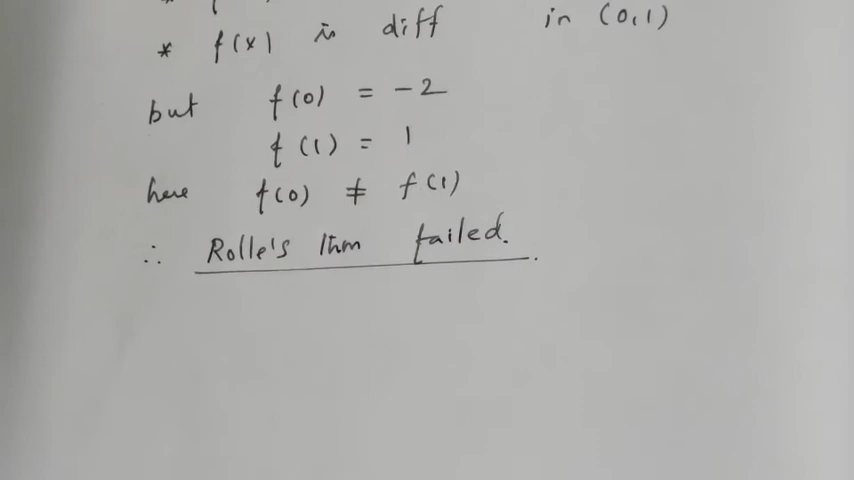 * f(x) is diff in (0,1)
but f(0) = -2
f(1) = 1
here f(0) ≠ f(1)
∴ Rolle's thm failed.